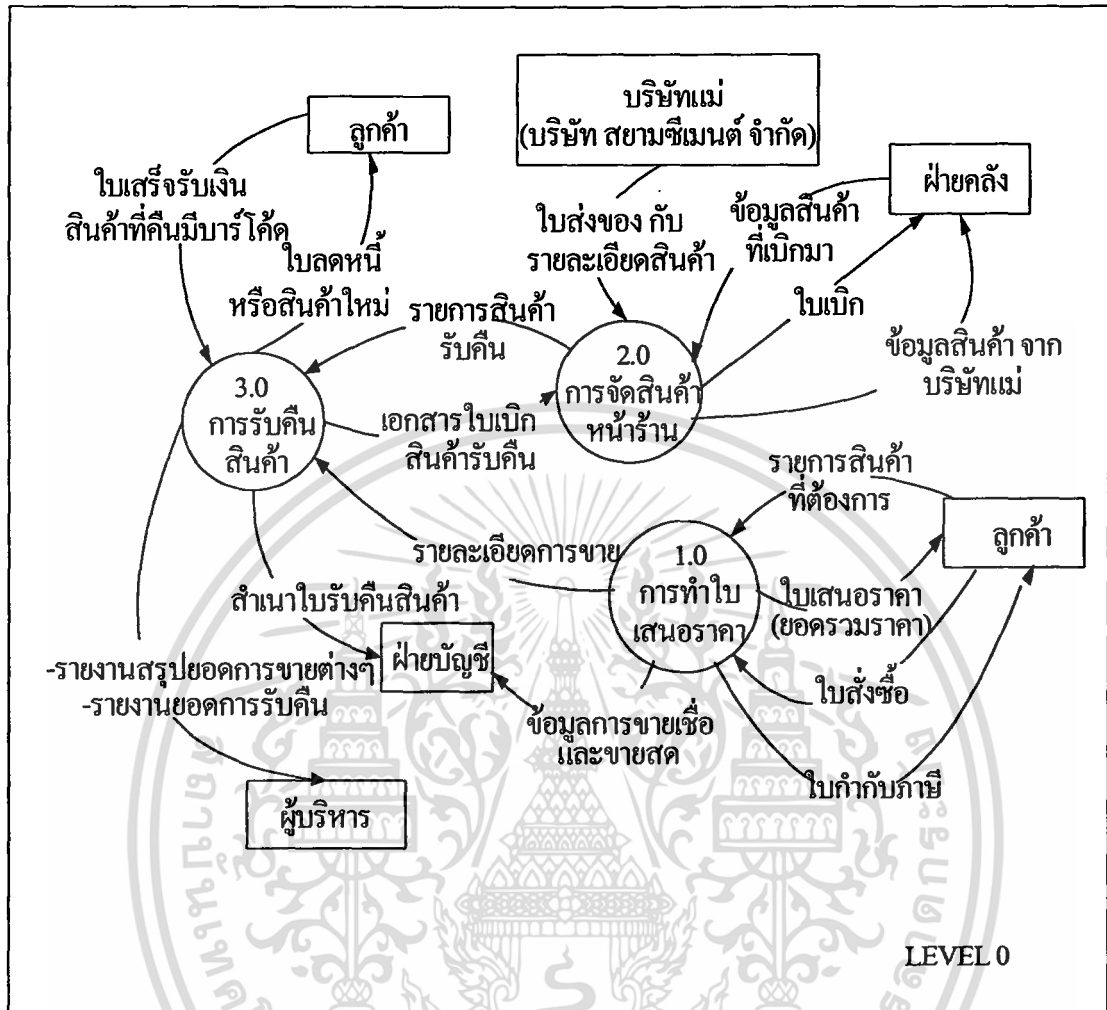 บริษัทแม่
(บริษัท สยามซีเมนต์ จำกัด)
ลูกค้า
ฝ่ายคลัง
ใบเสร็จรับเงิน
สินค้าที่คืนมีบาร์โค้ด
ใบลดหนี้
หรือสินค้าใหม่
ใบส่งของ กับ
รายละเอียดสินค้า
ข้อมูลสินค้า
ที่เบิกมา
ใบเบิก
รายการสินค้า
รับคืน
ข้อมูลสินค้า จาก
บริษัทแม่
3.0
การรับคืน
สินค้า
2.0
การจัดสินค้า
หน้าร้าน
เอกสารใบเบิก
สินค้ารับคืน
รายการสินค้า
ที่ต้องการ
ลูกค้า
รายละเอียดการขาย
1.0
การทำใบ
เสนอราคา
ใบเสนอราคา
(ยอดรวมราคา)
สำเนาใบรับคืนสินค้า
ฝ่ายบัญชี
ใบสั่งซื้อ
-รายงานสรุปยอดการขายต่างๆ
-รายงานยอดการรับคืน
ข้อมูลการขายเชื่อ
และขายสด
ใบกำกับภาษี
ผู้บริหาร
LEVEL 0